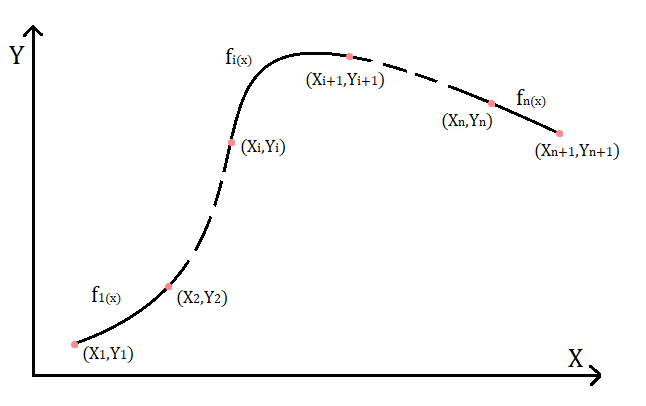 Y
fi(x)
(Xi+1,Yi+1)
fn(x)
(Xn,Yn)
(Xi,Yi)
(Xn+1,Yn+1)
f1(x)
(X2,Y2)
(X1,Y1)
X